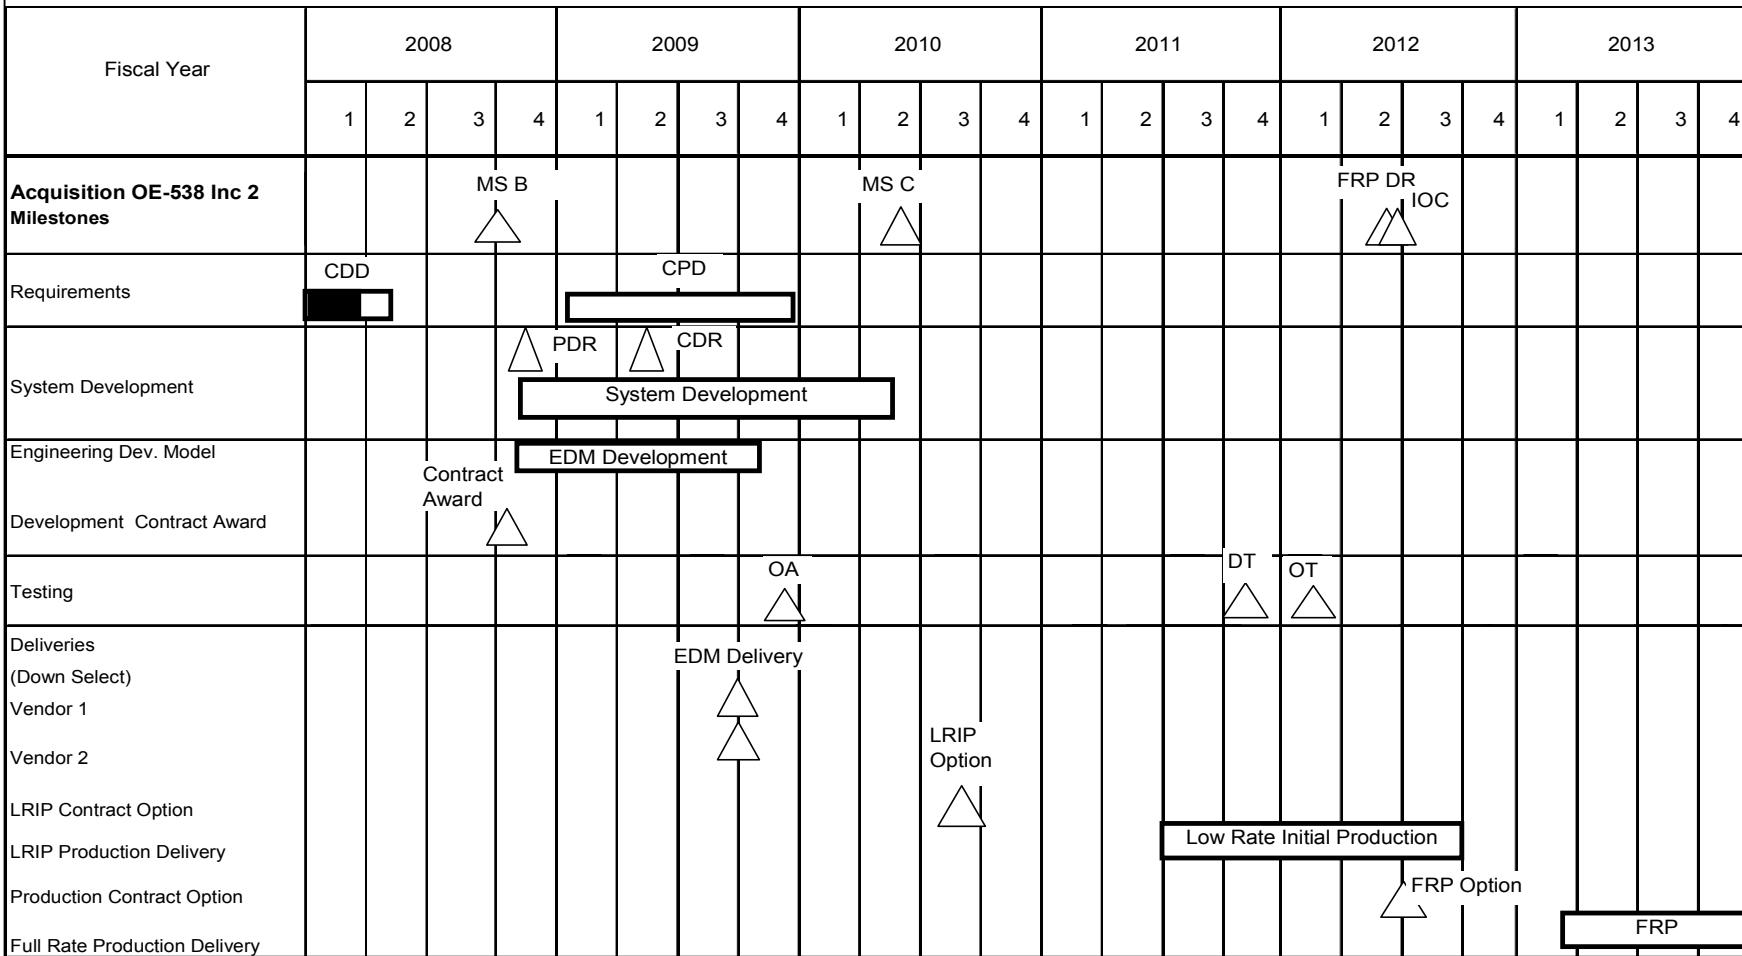 Fiscal Year
2008 2009 2010 2011 2012 2013
1 2 3 4 1 2 3 4 1 2 3 4 1 2 3 4 1 2 3 4 1 2 3 4
Acquisition OE-538 Inc 2
Milestones
MS B
MS C
FRP DR
IOC
Requirements
CDD
CPD
System Development
PDR
CDR
System Development
Engineering Dev. Model
EDM Development
Contract
Award
Development Contract Award
Testing
OA
DT
OT
Deliveries
(Down Select)
EDM Delivery
Vendor 1
Vendor 2
LRIP
Option
LRIP Contract Option
LRIP Production Delivery
Low Rate Initial Production
Production Contract Option
FRP Option
Full Rate Production Delivery
FRP